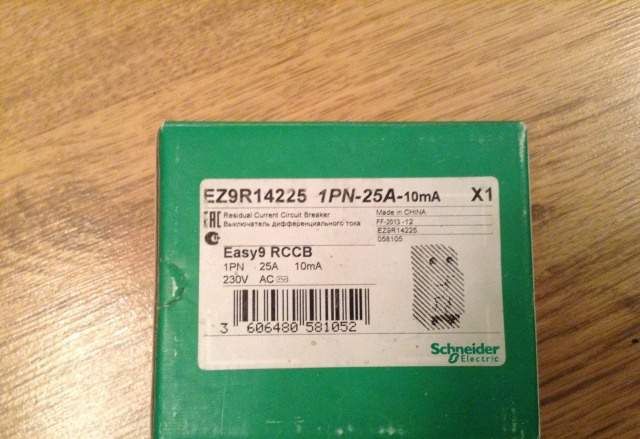 EZ9R14225 1PN-25A-10mA X1
Residual Current Circuit Breaker
Выключатель дифференциального тока
Made in CHINA
FF-2013-12
EZ9R14225
058105
EAC
Easy9 RCCB
1PN 25A 10mA
230V AC
3 606480 581052
Schneider
Electric